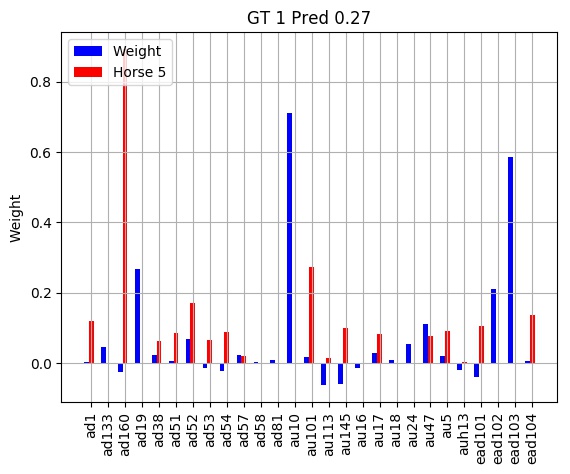 GT 1 Pred 0.27
Weight
Horse 5
Weight
0.8
0.6
0.4
0.2
0.0
ad1
ad133
ad160
ad19
ad38
ad51
ad52
ad53
ad54
ad57
ad58
ad81
au10
au101
au113
au145
au16
au17
au18
au24
au47
au5
auh13
ead101
ead102
ead103
ead104